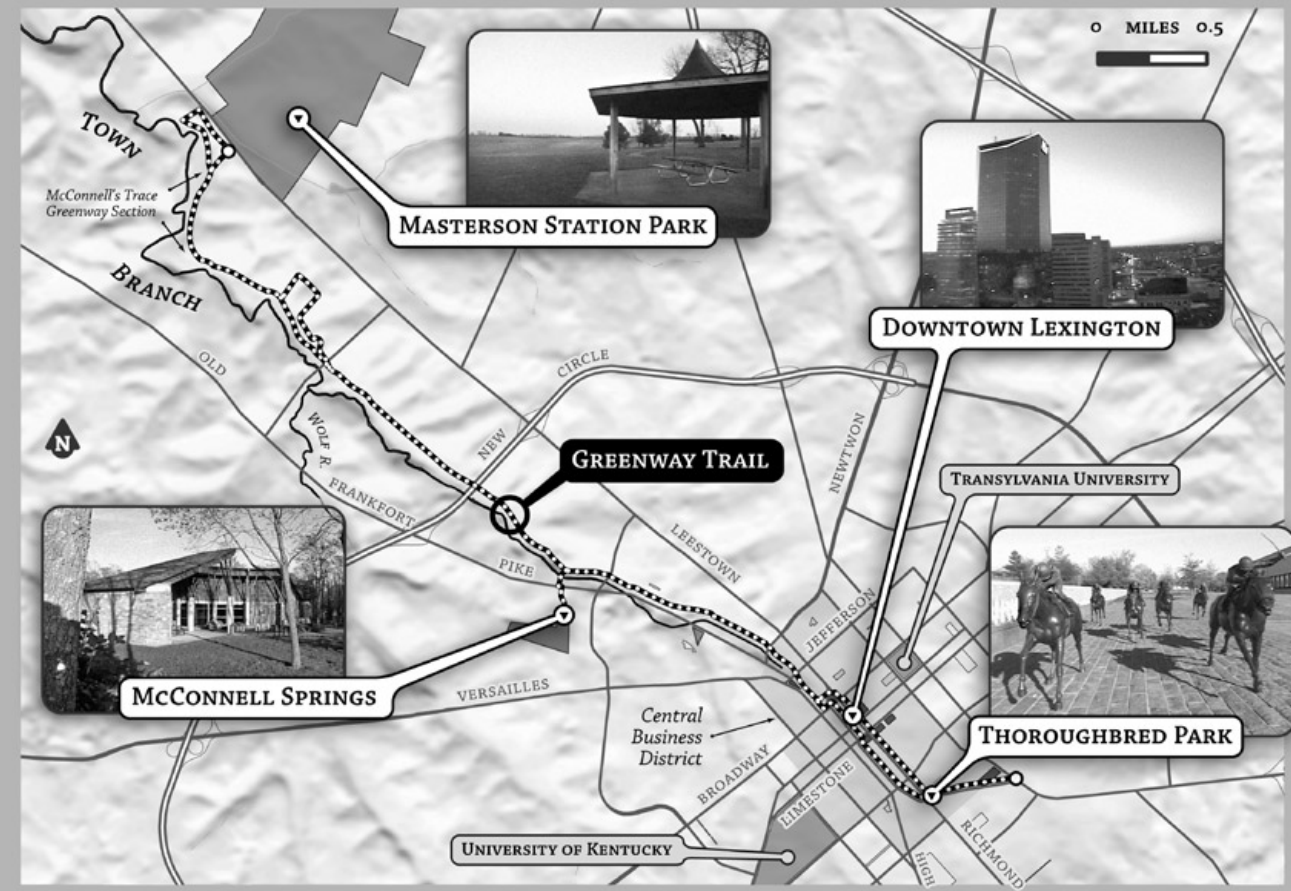 0 MILES 0.5
TOWN
McConnell's Trace
Greenway Section
MASTERSON STATION PARK
BRANCH
DOWNTOWN LEXINGTON
OLD
CIRCLE
WOLF R.
NEW
NEWTWON
GREENWAY TRAIL
N
TRANSYLVANIA UNIVERSITY
FRANKFORT
LEESTOWN
PIKE
JEFFERSON
MCCONNELL SPRINGS
VERSAILLES
Central
Business
District
THOROUGHBRED PARK
BROADWAY
LIMESTONE
UNIVERSITY OF KENTUCKY
HIGH
RICHMOND